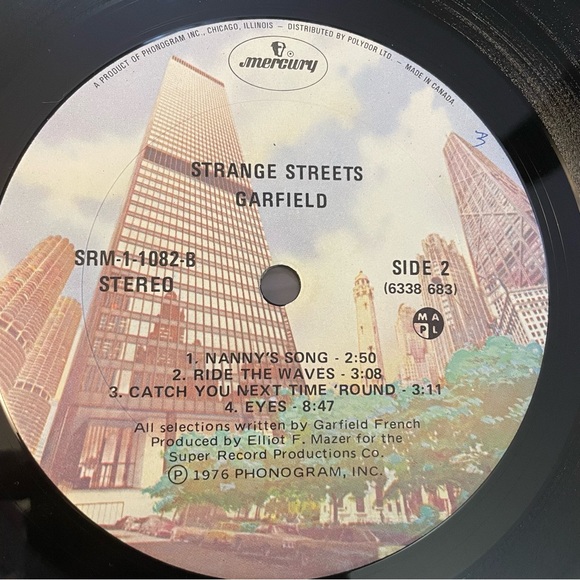 A PRODUCT OF PHONOGRAM INC., CHICAGO, ILLINOIS - DISTRIBUTED BY POLYDOR LTD. - MADE IN CANADA
mercury
3
STRANGE STREETS
GARFIELD
SRM-1-1082-B
STEREO
SIDE 2
(6338 683)
M A
P L
1. NANNY'S SONG - 2:50
2. RIDE THE WAVES - 3:08
3. CATCH YOU NEXT TIME 'ROUND - 3:11
4. EYES - 8:47
All selections written by Garfield French
Produced by Elliot F. Mazer for the
Super Record Productions Co.
Ⓟ 1976 PHONOGRAM, INC.